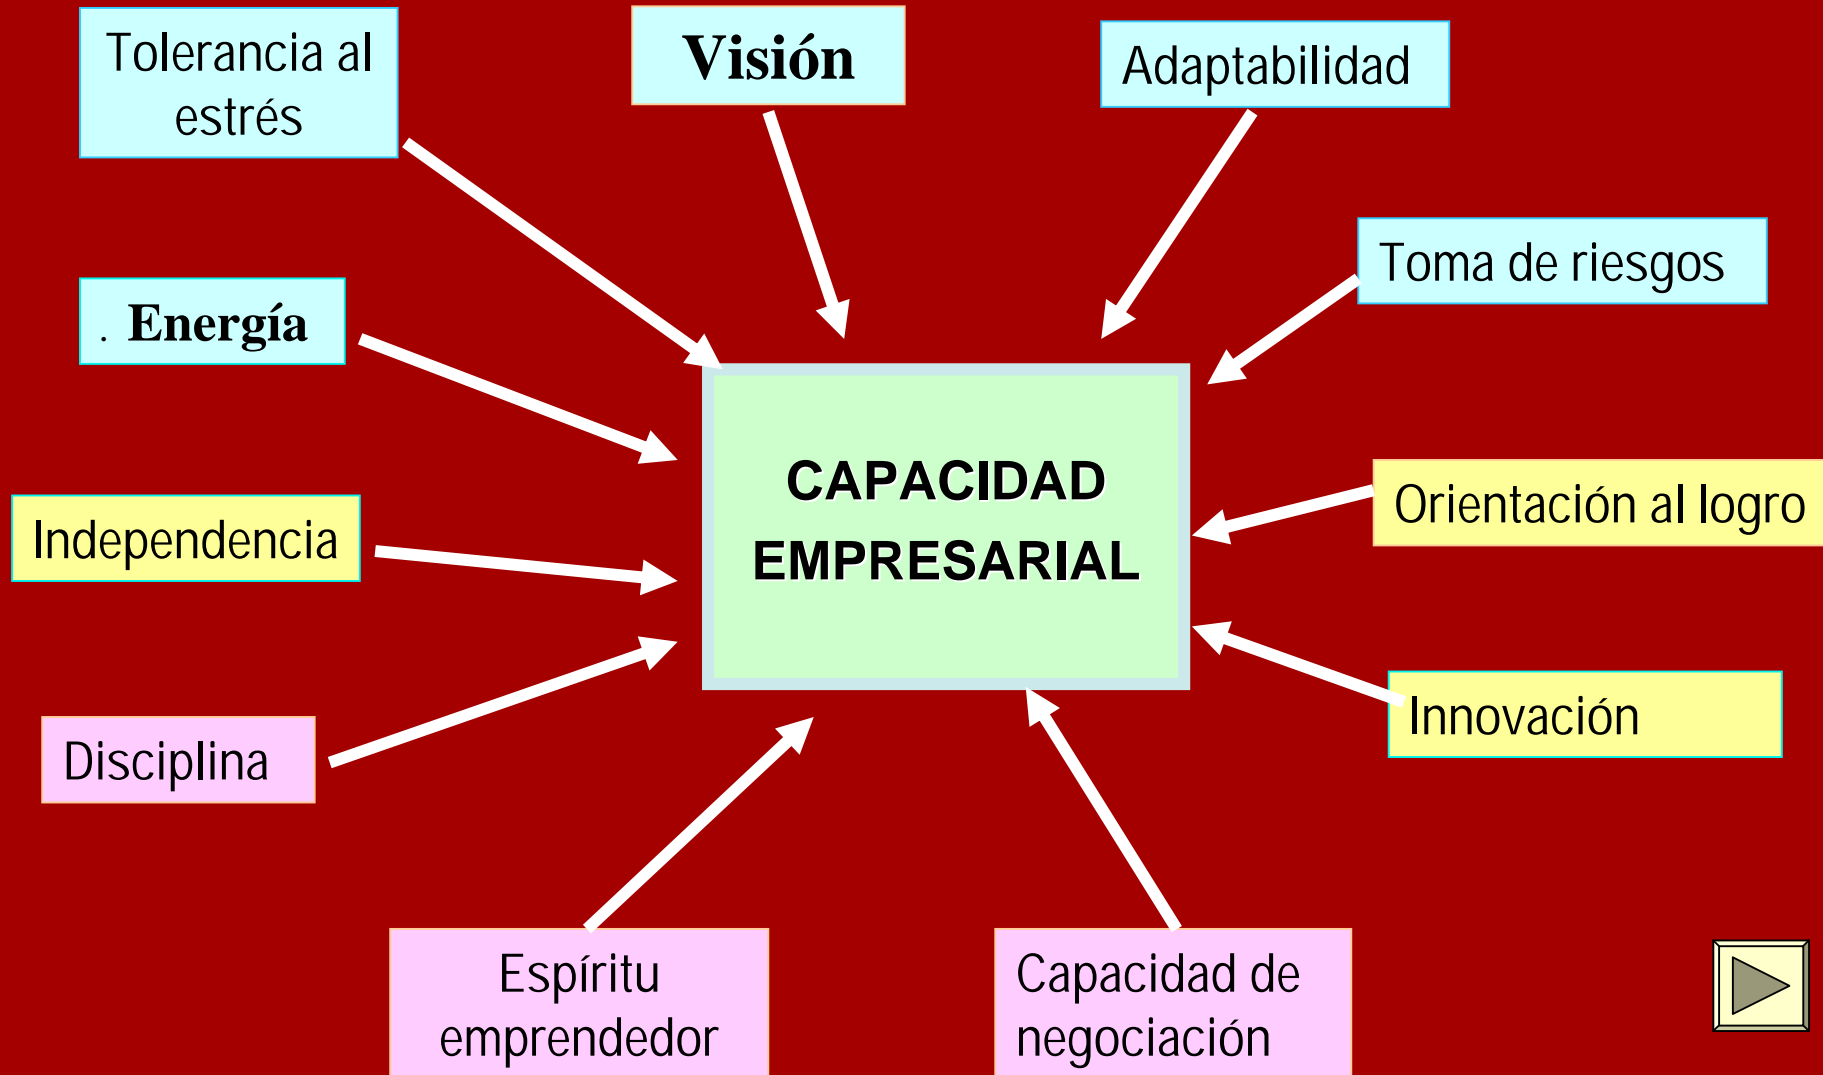 Tolerancia al
estrés
Visión
Adaptabilidad
Toma de riesgos
. Energía
CAPACIDAD
EMPRESARIAL
Orientación al logro
Independencia
Innovación
Disciplina
Espíritu
emprendedor
Capacidad de
negociación